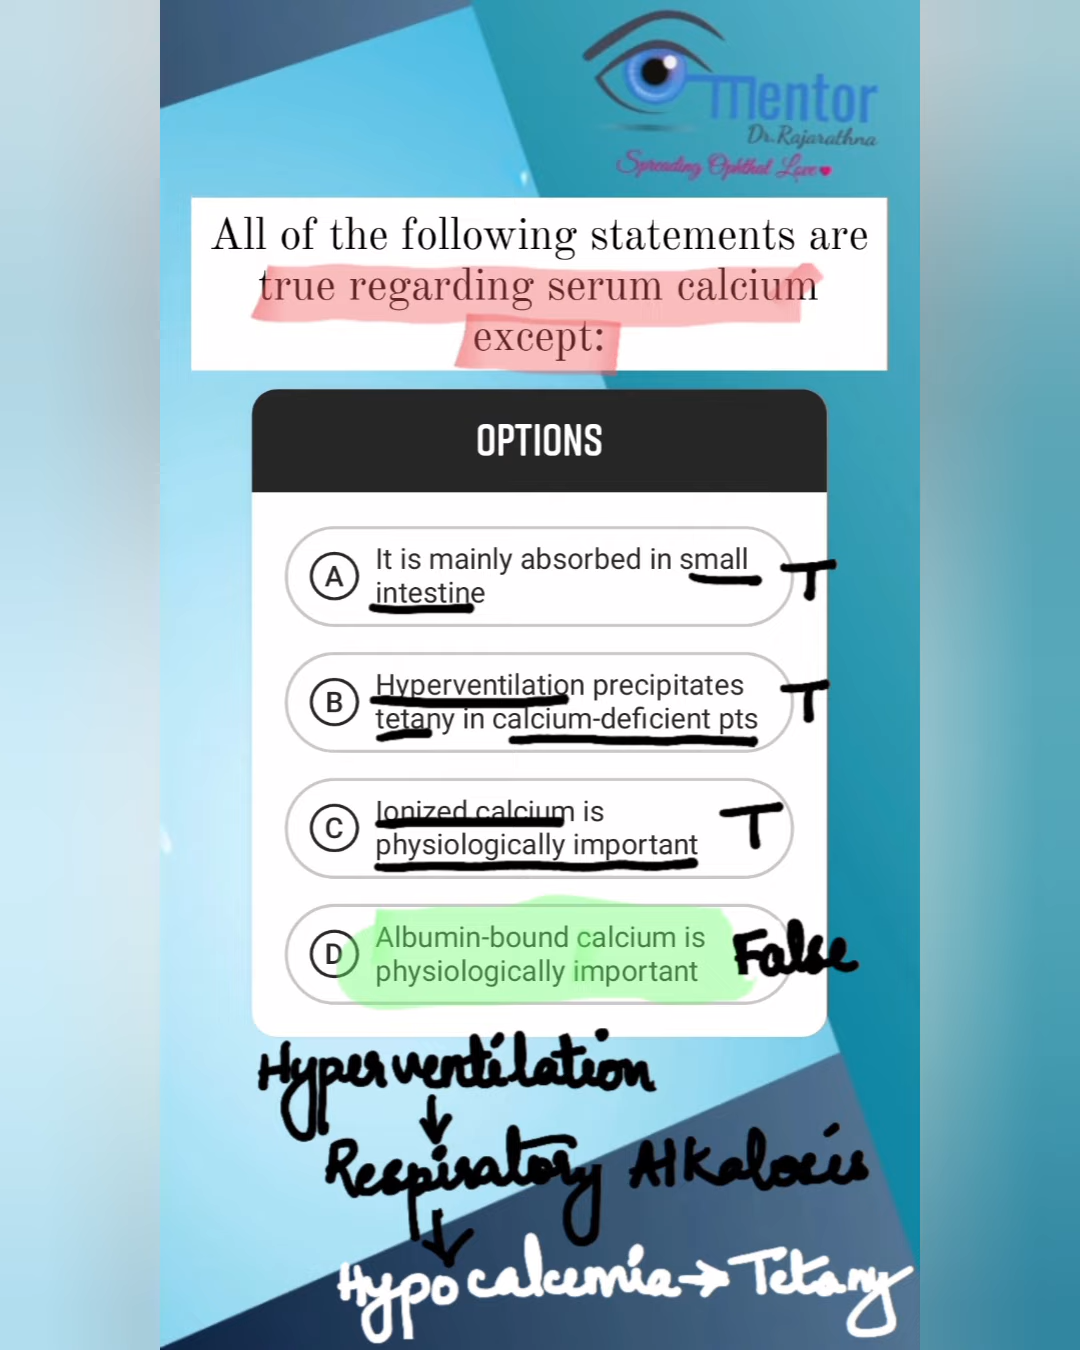 mentor
Dr.Rajarathna
Spreading Ophthal Love
All of the following statements are
true regarding serum calcium
except:
OPTIONS
A It is mainly absorbed in small
intestine
T
B Hyperventilation precipitates
tetany in calcium-deficient pts
T
C Ionized calcium is
physiologically important
T
D Albumin-bound calcium is
physiologically important
False
Hyperventilation
↓
Respiratory Alkalosis
↓
Hypocalcemia → Tetany